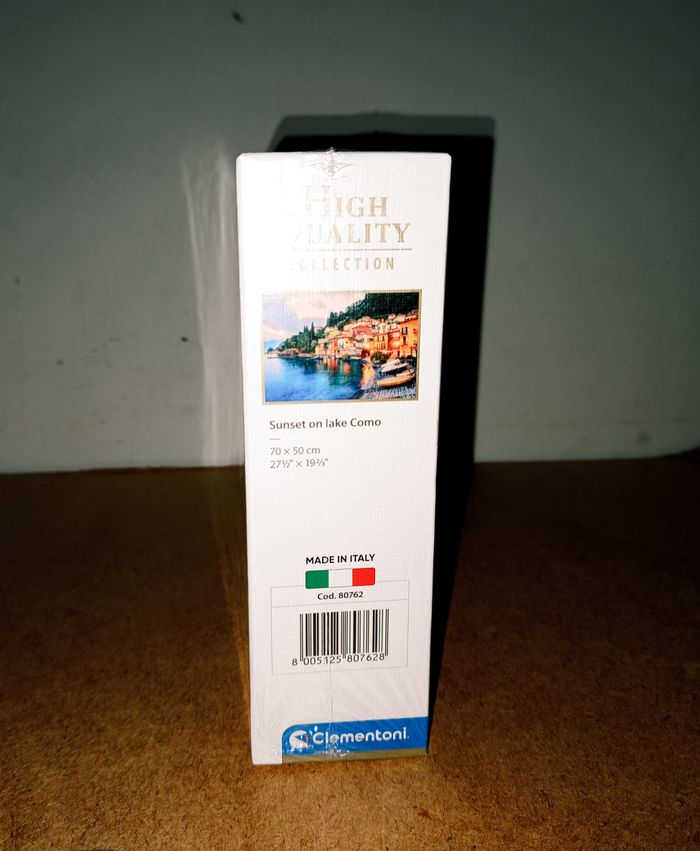 HIGH
QUALITY
COLLECTION
Sunset on lake Como
70 × 50 cm
27½" × 19⅔"
MADE IN ITALY
Cod. 80762
8 005125 807628
Clementoni